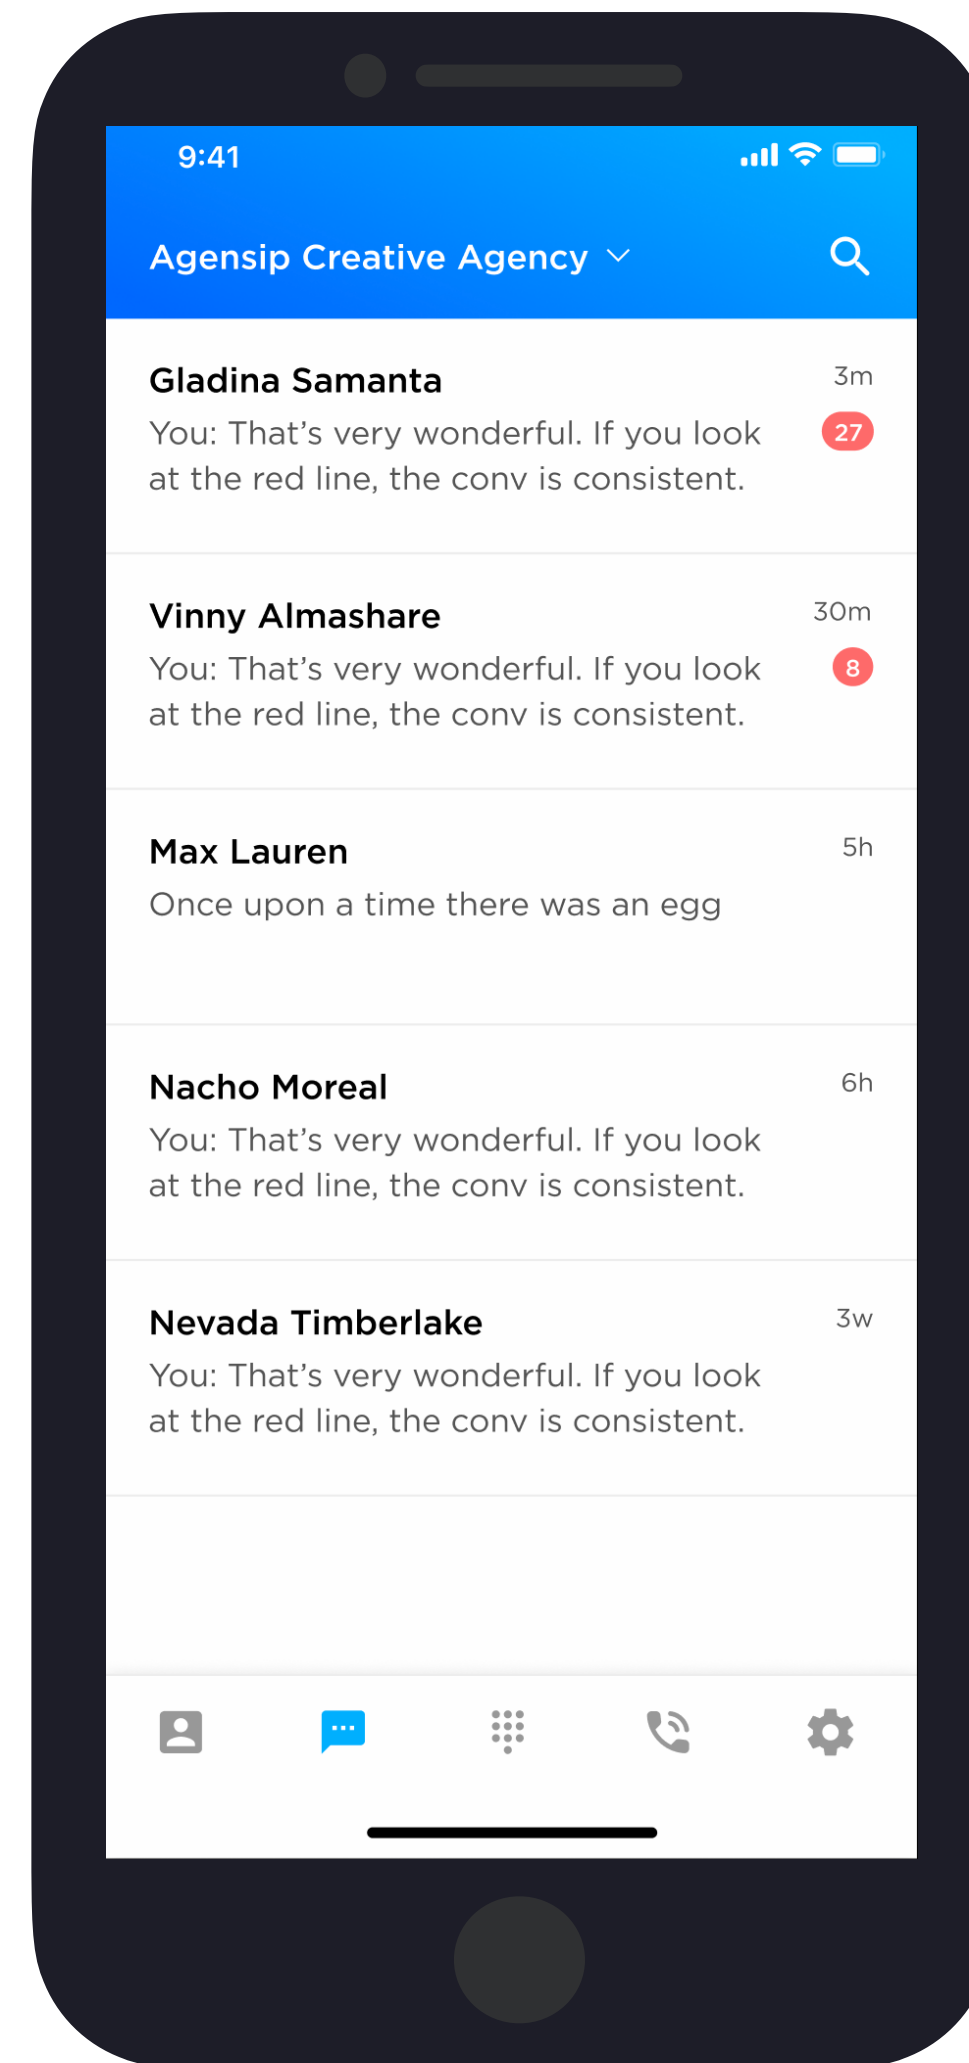 9:41
Agensip Creative Agency
Gladina Samanta
3m
You: That’s very wonderful. If you look
27
at the red line, the conv is consistent.
Vinny Almashare
30m
You: That’s very wonderful. If you look
8
at the red line, the conv is consistent.
Max Lauren
5h
Once upon a time there was an egg
Nacho Moreal
6h
You: That’s very wonderful. If you look
at the red line, the conv is consistent.
Nevada Timberlake
3w
You: That’s very wonderful. If you look
at the red line, the conv is consistent.